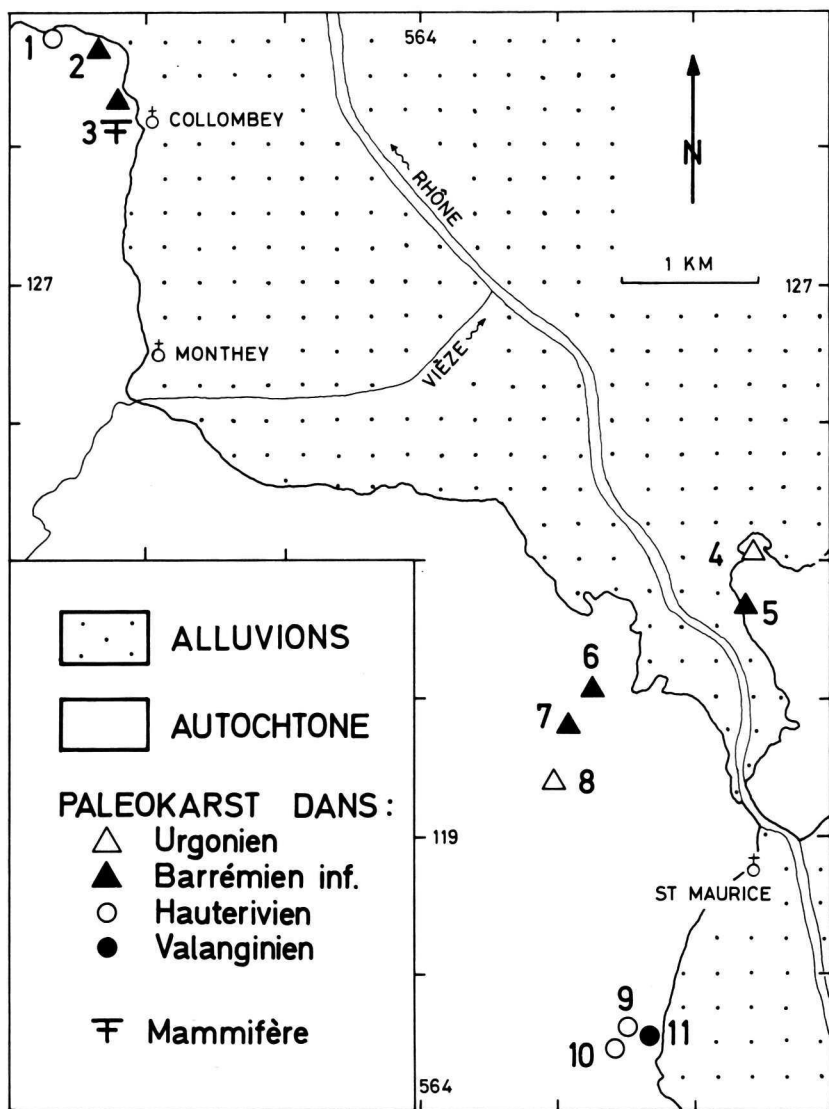 564
1
2
3
COLLOMBEY
N
RHÔNE
1 KM
127
127
MONTHEY
VIÈZE
4
5
6
7
8
ALLUVIONS
AUTOCHTONE
PALEOKARST DANS :
Urgonien
Barrémien inf.
Hauterivien
Valanginien
Mammifère
119
ST MAURICE
9
10
11
564